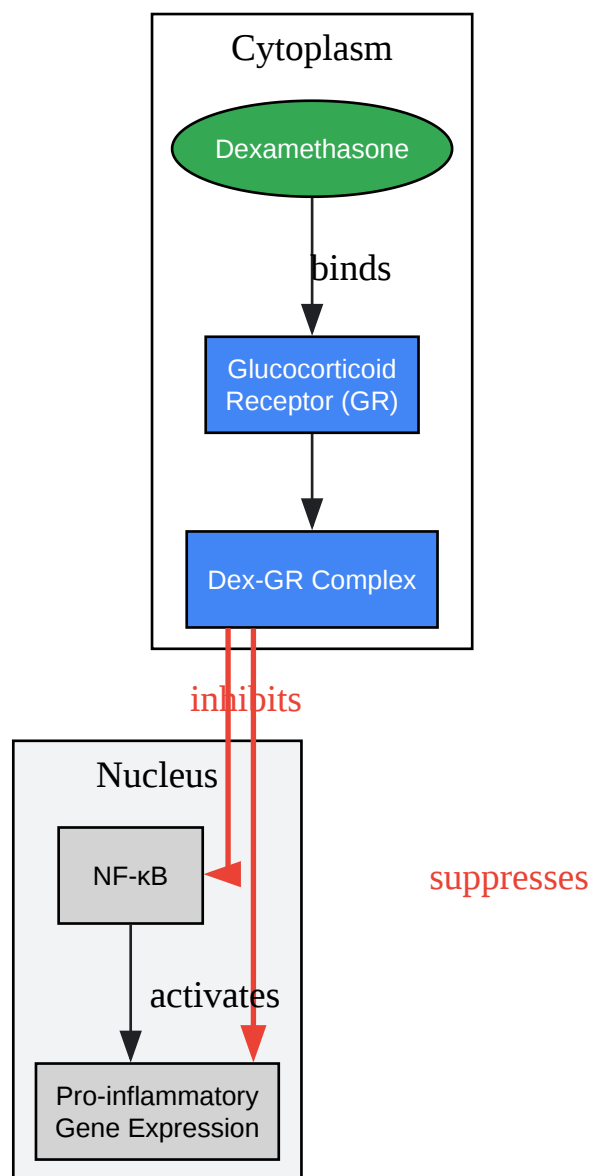 Cytoplasm
Dexamethasone
binds
Glucocorticoid
Receptor (GR)
Dex-GR Complex
inhibits
Nucleus
NF-κB
suppresses
activates
Pro-inflammatory
Gene Expression